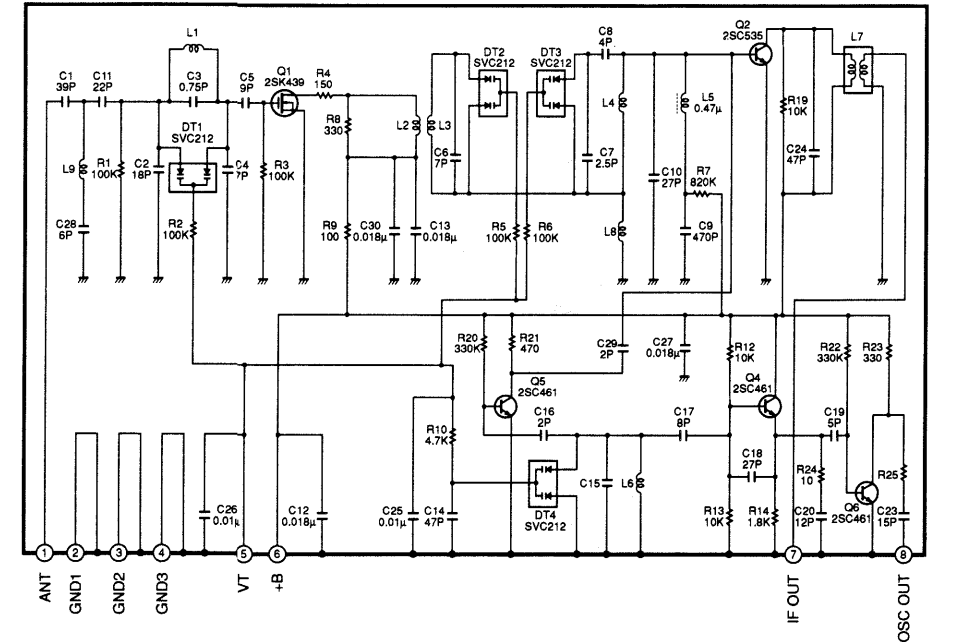 L1
C1
39P
C11
22P
C3
0.75P
C5
9P
Q1
2SK439
R4
150
DT2
SVC212
DT3
SVC212
C8
4P
Q2
2SC535
L7
DT1
SVC212
R8
330
L2
L3
L4
L5
0.47μ
R19
10K
L9
R1
100K
C2
18P
C4
7P
R3
100K
C6
7P
C7
2.5P
C10
27P
R7
820K
C24
47P
C28
6P
R2
100K
R9
100
C30
0.018μ
C13
0.018μ
R5
100K
R6
100K
L8
C9
470P
R20
330K
R21
470
C29
2P
C27
0.018μ
R12
10K
R22
330K
R23
330
Q5
2SC461
Q4
2SC461
C16
2P
C17
8P
C19
5P
R10
4.7K
C18
27P
R24
10
R25
C26
0.01μ
C12
0.018μ
C25
0.01μ
C14
47P
DT4
SVC212
C15
L6
R13
10K
R14
1.8K
C20
12P
Q6
2SC461
C23
15P
1
2
3
4
5
6
7
8
ANT
GND1
GND2
GND3
VT
+B
IF OUT
OSC OUT